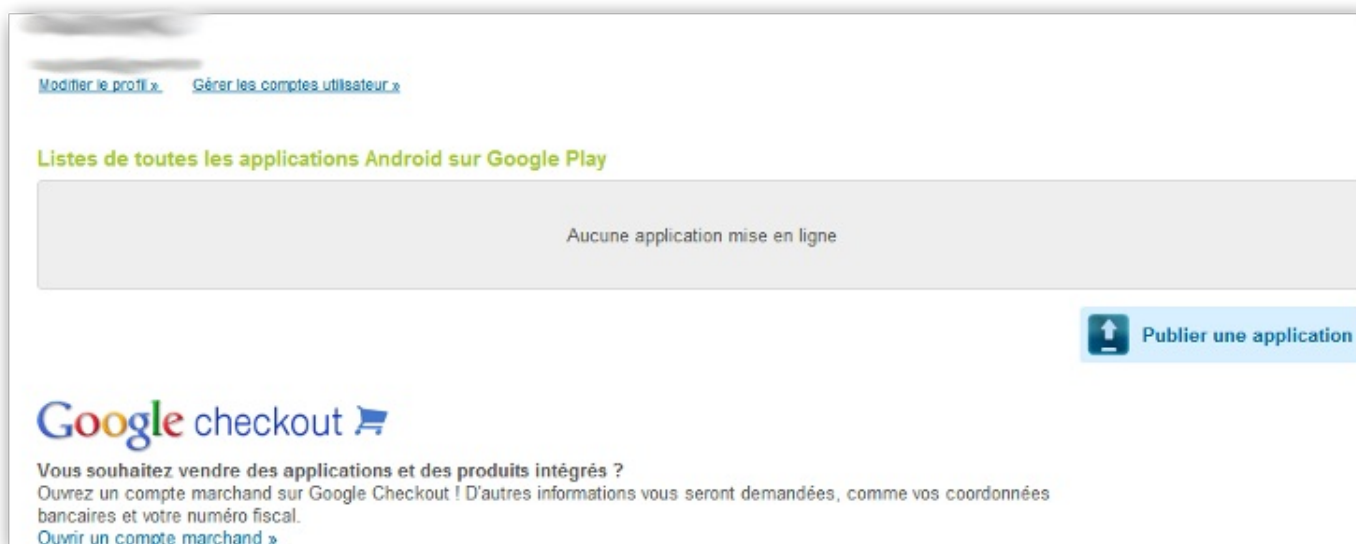 Modifier le profil »   Gérer les comptes utilisateur »
Listes de toutes les applications Android sur Google Play
Aucune application mise en ligne
Publier une application
Google checkout
Vous souhaitez vendre des applications et des produits intégrés ?
Ouvrez un compte marchand sur Google Checkout ! D'autres informations vous seront demandées, comme vos coordonnées
bancaires et votre numéro fiscal.
Ouvrir un compte marchand »